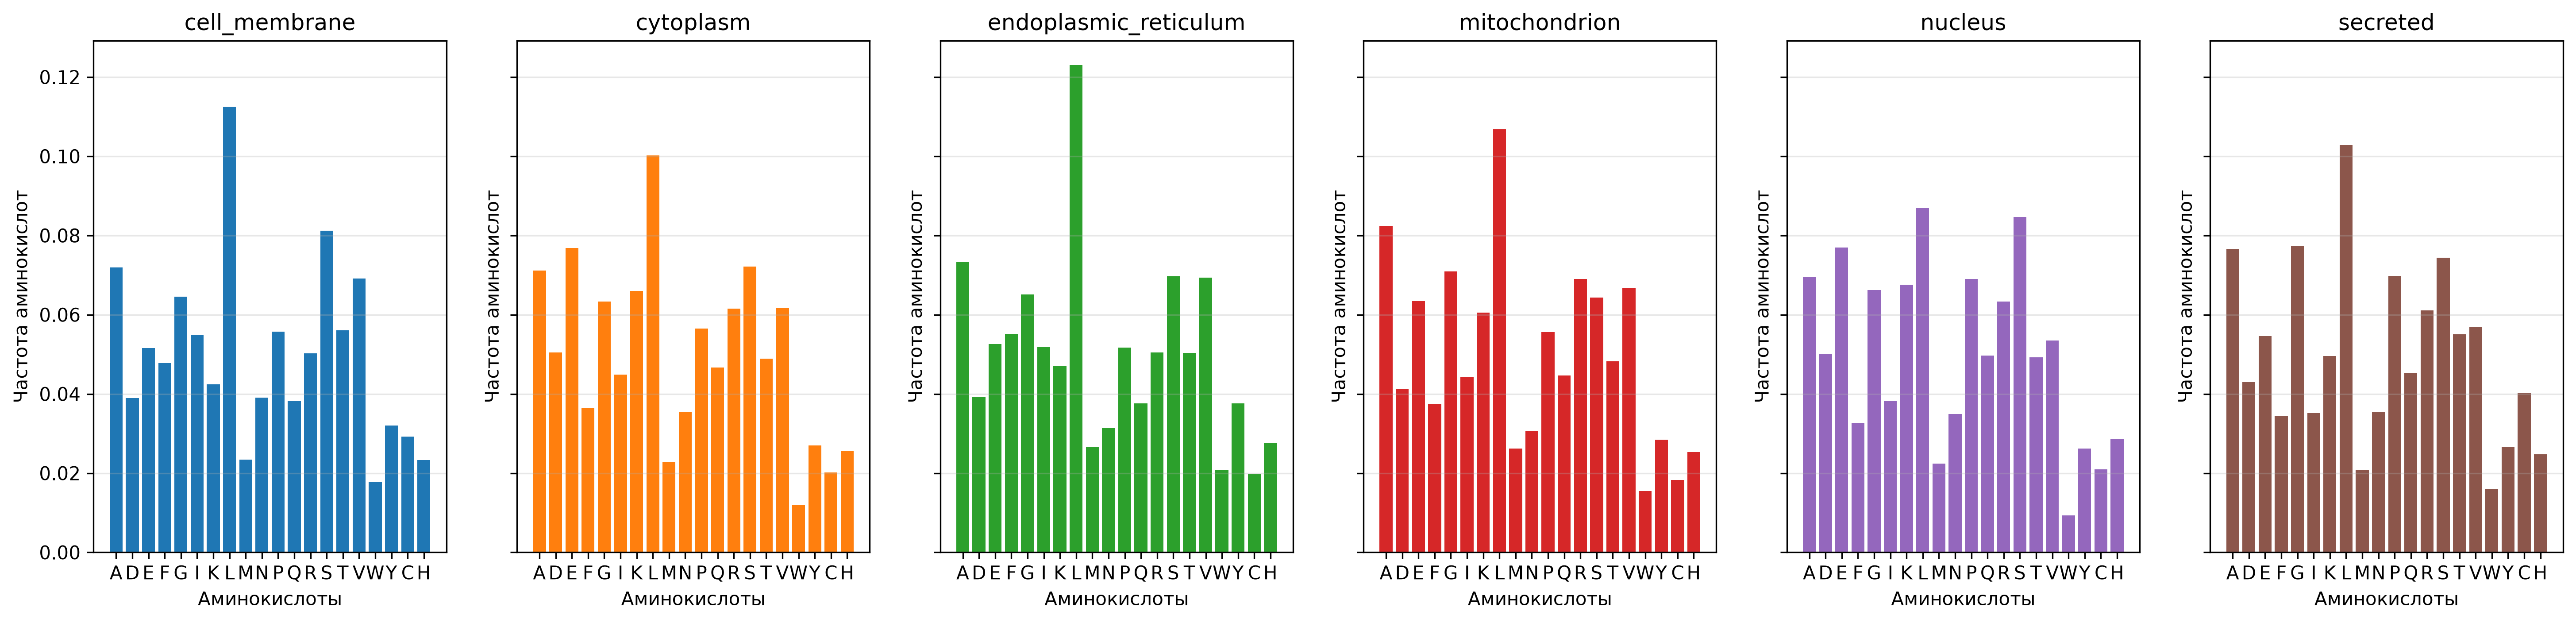 cell_membrane
cytoplasm
endoplasmic_reticulum
mitochondrion
nucleus
secreted
0.12
0.10
0.08
0.06
0.04
0.02
0.00
Частота аминокислот
Частота аминокислот
Частота аминокислот
Частота аминокислот
Частота аминокислот
Частота аминокислот
A D E F G I K L M N P Q R S T V W Y C H
A D E F G I K L M N P Q R S T V W Y C H
A D E F G I K L M N P Q R S T V W Y C H
A D E F G I K L M N P Q R S T V W Y C H
A D E F G I K L M N P Q R S T V W Y C H
A D E F G I K L M N P Q R S T V W Y C H
Аминокислоты
Аминокислоты
Аминокислоты
Аминокислоты
Аминокислоты
Аминокислоты